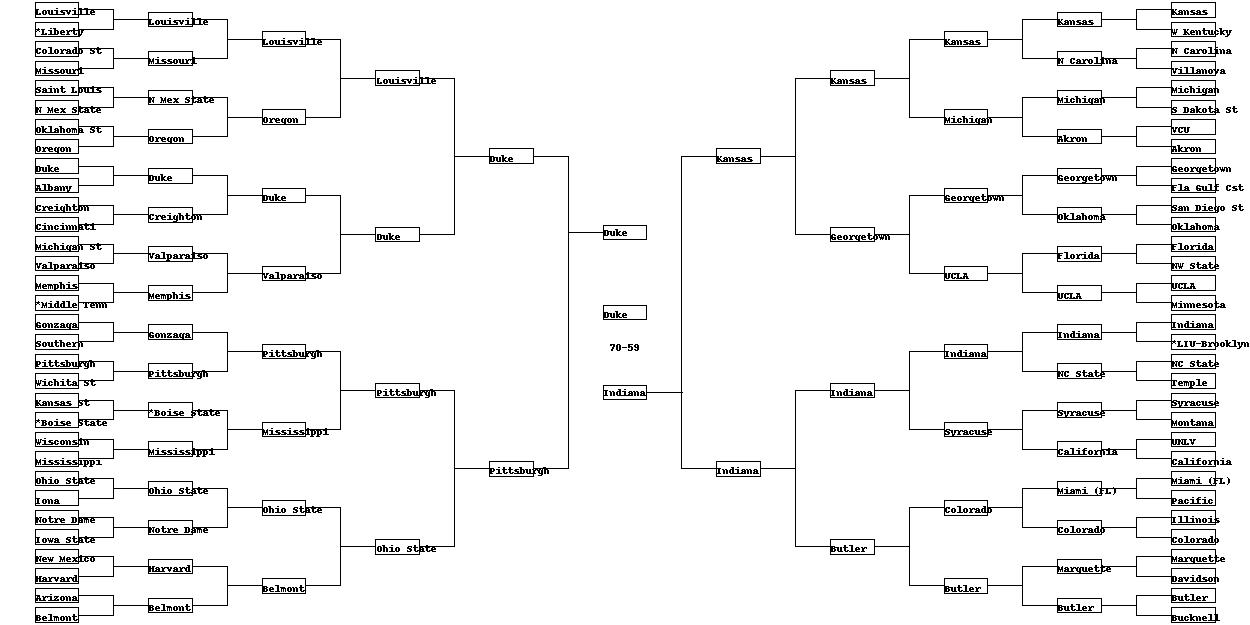 Louisville
*Liberty
Colorado St
Missouri
Saint Louis
N Mex State
Oklahoma St
Oregon
Duke
Albany
Creighton
Cincinnati
Michigan St
Valparaiso
Memphis
*Middle Tenn
Gonzaga
Southern
Pittsburgh
Wichita St
Kansas St
*Boise State
Wisconsin
Mississippi
Ohio State
Iona
Notre Dame
Iowa State
New Mexico
Harvard
Arizona
Belmont
Louisville
Missouri
N Mex State
Oregon
Duke
Creighton
Valparaiso
Memphis
Gonzaga
Pittsburgh
*Boise State
Mississippi
Ohio State
Notre Dame
Harvard
Belmont
Louisville
Oregon
Duke
Valparaiso
Pittsburgh
Mississippi
Ohio State
Belmont
Louisville
Duke
Pittsburgh
Ohio State
Duke
Pittsburgh
Duke
Duke
70-59
Indiana
Kansas
Indiana
Kansas
Georgetown
Indiana
Butler
Kansas
Michigan
Georgetown
UCLA
Indiana
Syracuse
Colorado
Butler
Kansas
N Carolina
Michigan
Akron
Georgetown
Oklahoma
Florida
UCLA
Indiana
NC State
Syracuse
California
Miami (FL)
Colorado
Marquette
Butler
Kansas
W Kentucky
N Carolina
Villanova
Michigan
S Dakota St
VCU
Akron
Georgetown
Fla Gulf Cst
San Diego St
Oklahoma
Florida
NW State
UCLA
Minnesota
Indiana
*LIU-Brooklyn
NC State
Temple
Syracuse
Montana
UNLV
California
Miami (FL)
Pacific
Illinois
Colorado
Marquette
Davidson
Butler
Bucknell